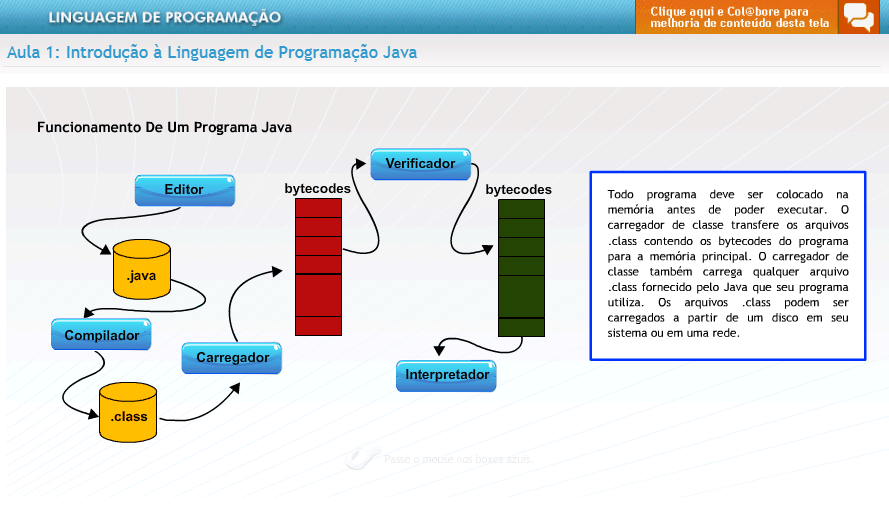 LINGUAGEM DE PROGRAMAÇÃO
Clique aqui e Col@bore para
melhoria de conteúdo desta tela
Aula 1: Introdução à Linguagem de Programação Java
Funcionamento De Um Programa Java
Editor
.java
Compilador
.class
Carregador
bytecodes
Verificador
bytecodes
Interpretador
Todo programa deve ser colocado na
memória antes de poder executar. O
carregador de classe transfere os arquivos
.class contendo os bytecodes do programa
para a memória principal. O carregador de
classe também carrega qualquer arquivo
.class fornecido pelo Java que seu programa
utiliza. Os arquivos .class podem ser
carregados a partir de um disco em seu
sistema ou em uma rede.
Passe o mouse nos boxes azuis.